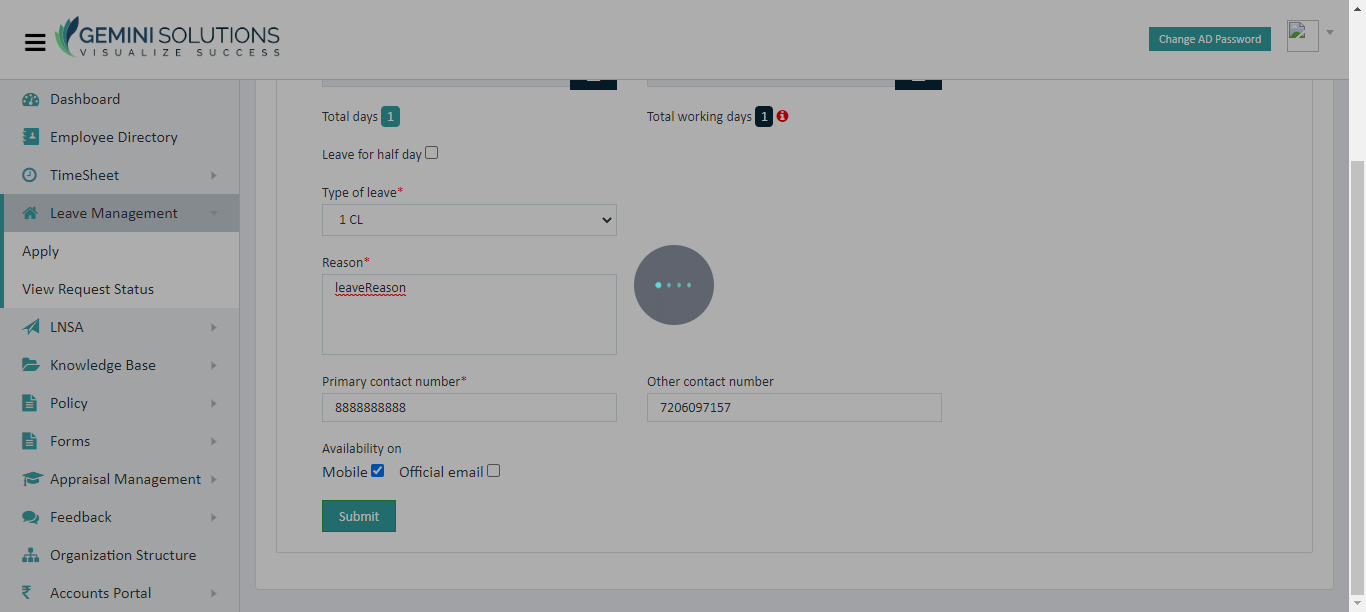 GEMINI SOLUTIONS
VISUALIZE SUCCESS
Change AD Password
Dashboard
Employee Directory
TimeSheet
Leave Management
Apply
View Request Status
LNSA
Knowledge Base
Policy
Forms
Appraisal Management
Feedback
Organization Structure
₹ Accounts Portal
Total days 1
Total working days 1
Leave for half day
Type of leave*
1 CL
Reason*
leaveReason
Primary contact number*
Other contact number
8888888888
7206097157
Availability on
Mobile
Official email
Submit